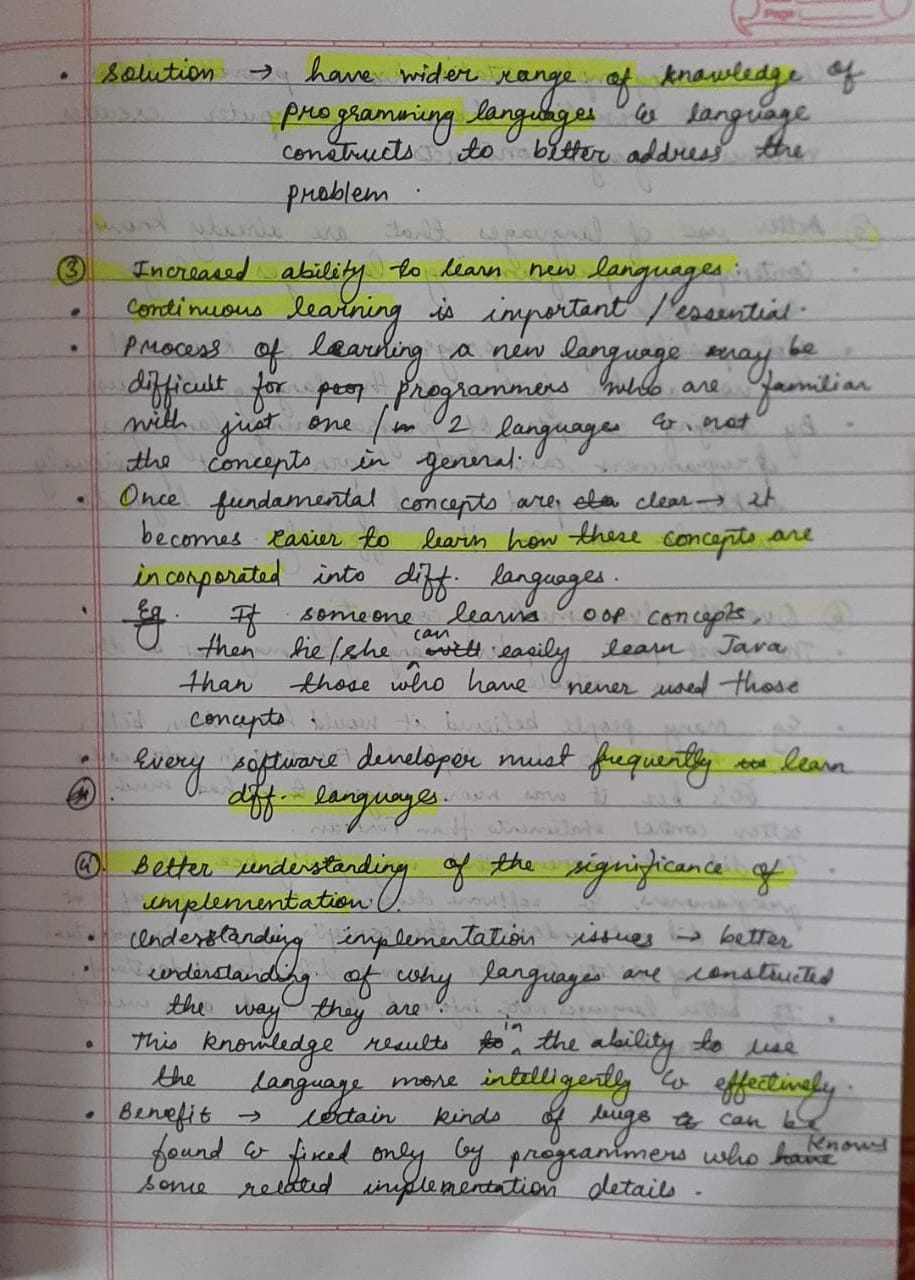 • Solution → have wider range of knowledge of
programming languages & language
constructs to better address the
problem.
③ Increased ability to learn new languages:
• Continuous learning is important / essential.
• Process of learning a new language may be
difficult for programmers who are familiar
with just one / 2 languages & not
the concepts in general.
• Once fundamental concepts are clear → it
becomes easier to learn how these concepts are
incorporated into diff. languages.
• Eg. If someone learns OOP concepts,
then he/she can easily learn Java
than those who have never used those
concepts.
• Every software developer must frequently learn
diff. languages.
④. Better understanding of the significance of
implementation.
• Understanding implementation issues → better
• understanding of why languages are constructed
the way they are.
• This knowledge results in the ability to use
the language more intelligently & effectively.
• Benefit → certain kinds of bugs can be
found & fixed only by programmers who knows
some related implementation details.